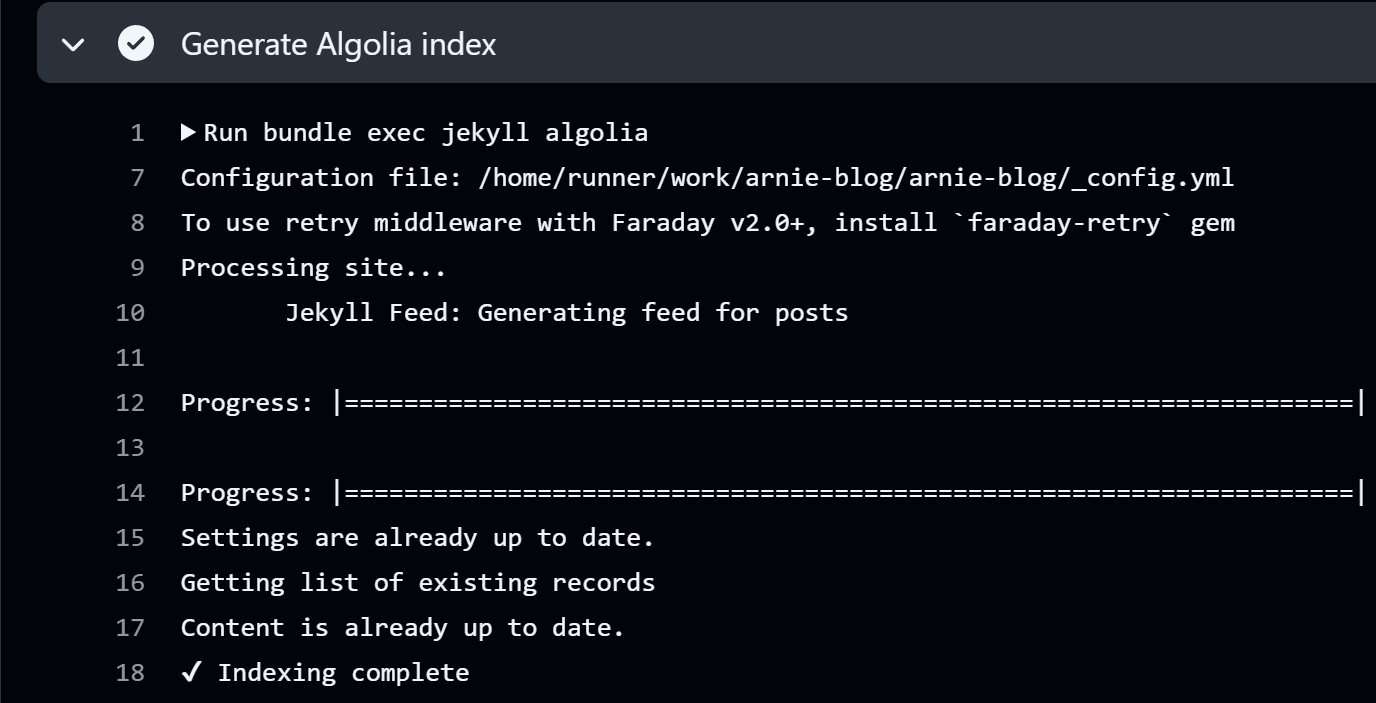 Generate Algolia index
1 ▶ Run bundle exec jekyll algolia
7 Configuration file: /home/runner/work/arnie-blog/arnie-blog/_config.yml
8 To use retry middleware with Faraday v2.0+, install `faraday-retry` gem
9 Processing site...
10 Jekyll Feed: Generating feed for posts
11
12 Progress: |====================================================================|
13
14 Progress: |====================================================================|
15 Settings are already up to date.
16 Getting list of existing records
17 Content is already up to date.
18 ✓ Indexing complete